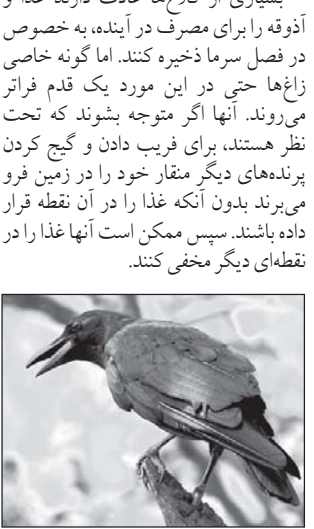 بسیاری از کلاغ‌ها عادت دارند غذا و
آذوقه را برای مصرف در آینده، به خصوص
در فصل سرما ذخیره کنند. اما گونه خاصی
زاغ‌ها حتی در این مورد یک قدم فراتر
می‌روند. آنها اگر متوجه بشوند که تحت
نظر هستند، برای فریب دادن و گیج کردن
پرنده‌های دیگر منقار خود را در زمین فرو
می‌برند بدون آنکه غذا را در آن نقطه قرار
داده باشند. سپس ممکن است آنها غذا را در
نقطه‌ای دیگر مخفی کنند.